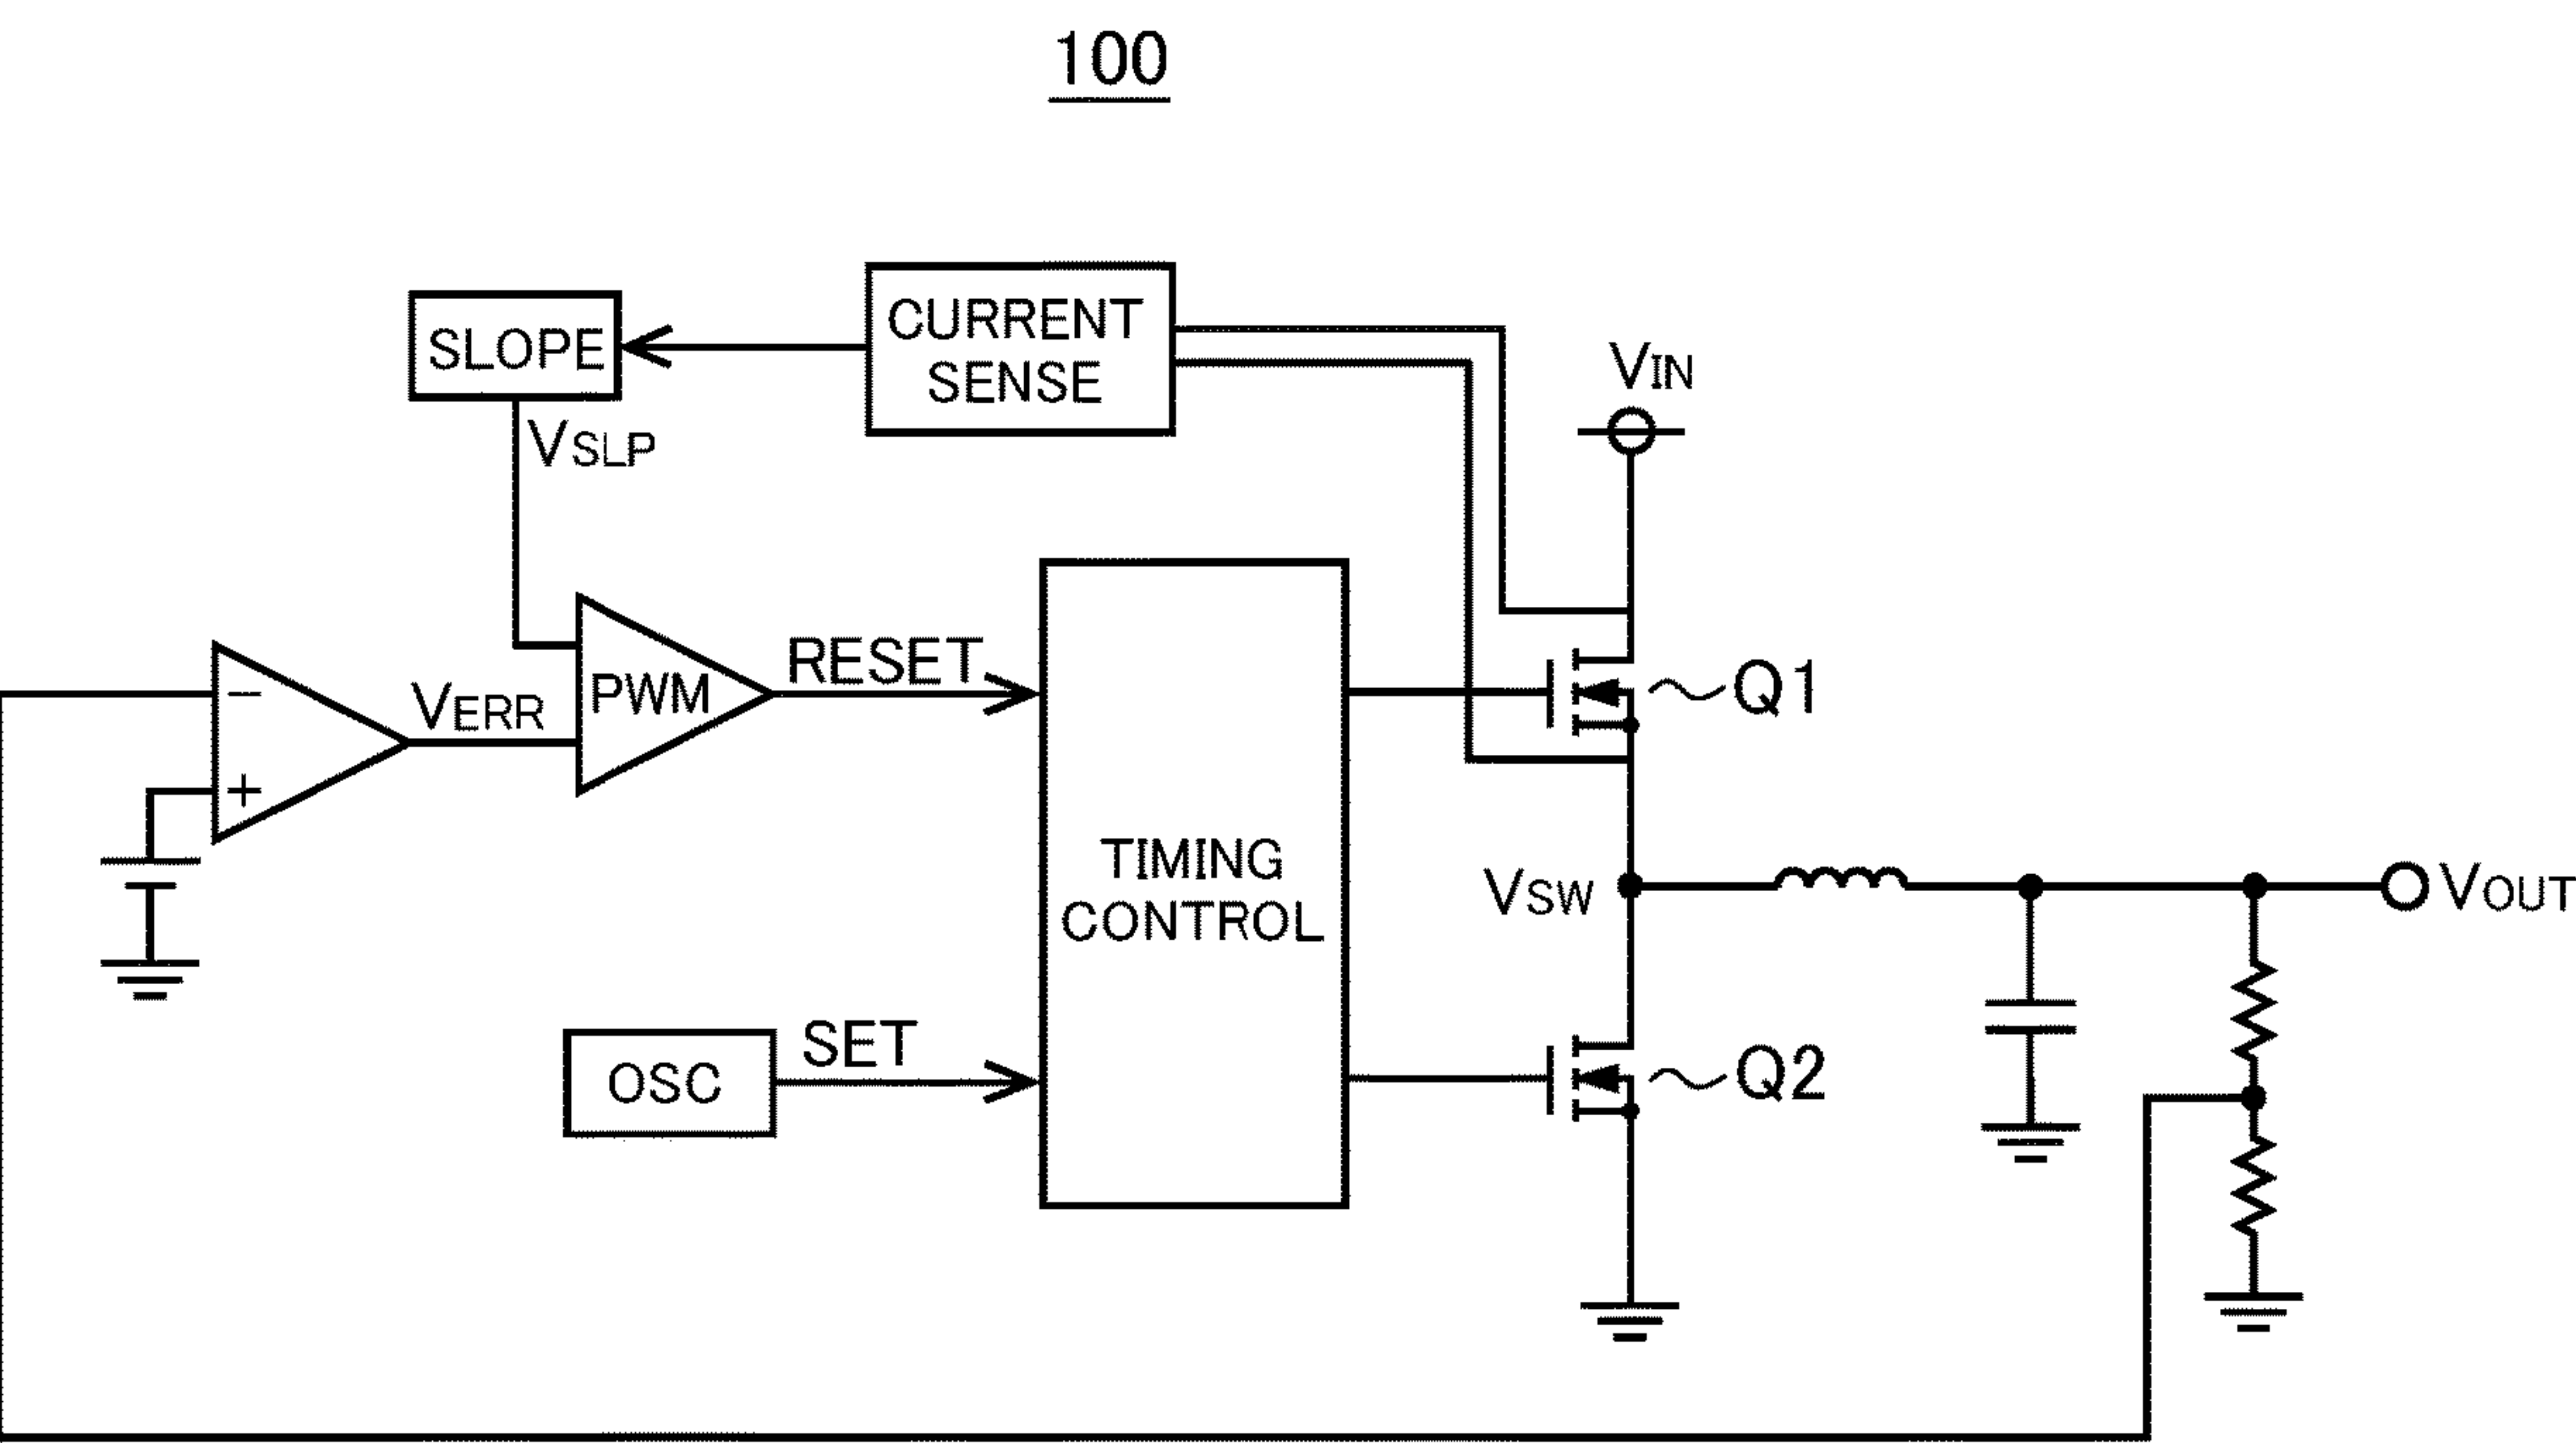 100
CURRENT
SENSE
SLOPE
VIN
VSLP
RESET
Q1
VERR
PWM
−
+
TIMING
CONTROL
VSW
VOUT
SET
OSC
Q2